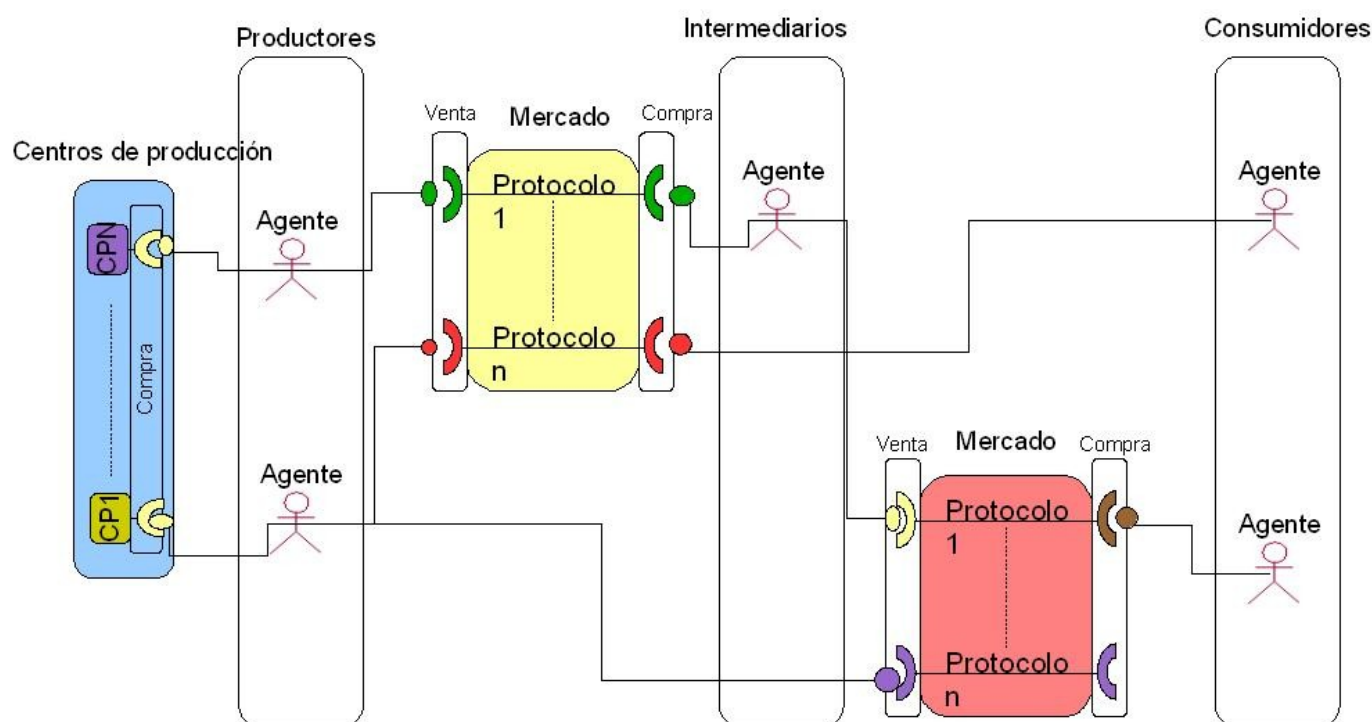 Productores
Intermediarios
Consumidores
Venta
Mercado
Compra
Centros de producción
Protocolo
1
Agente
Agente
Agente
CPN
Compra
Protocolo
n
CP1
Agente
Venta
Mercado
Compra
Protocolo
1
Agente
Protocolo
n